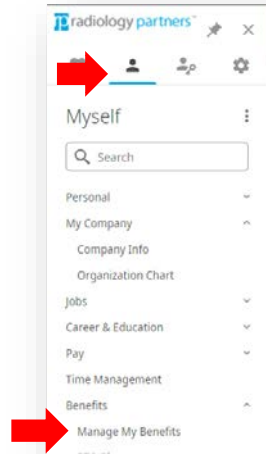 radiology partners
Myself
Search
Personal
My Company
Company Info
Organization Chart
Jobs
Career & Education
Pay
Time Management
Benefits
Manage My Benefits